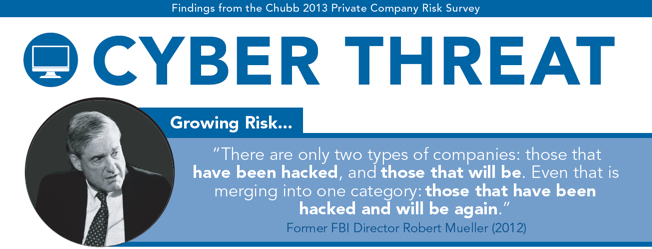 Findings from the Chubb 2013 Private Company Risk Survey
CYBER THREAT
Growing Risk...
“There are only two types of companies: those that
have been hacked, and those that will be. Even that is
merging into one category: those that have been
hacked and will be again.”
Former FBI Director Robert Mueller (2012)